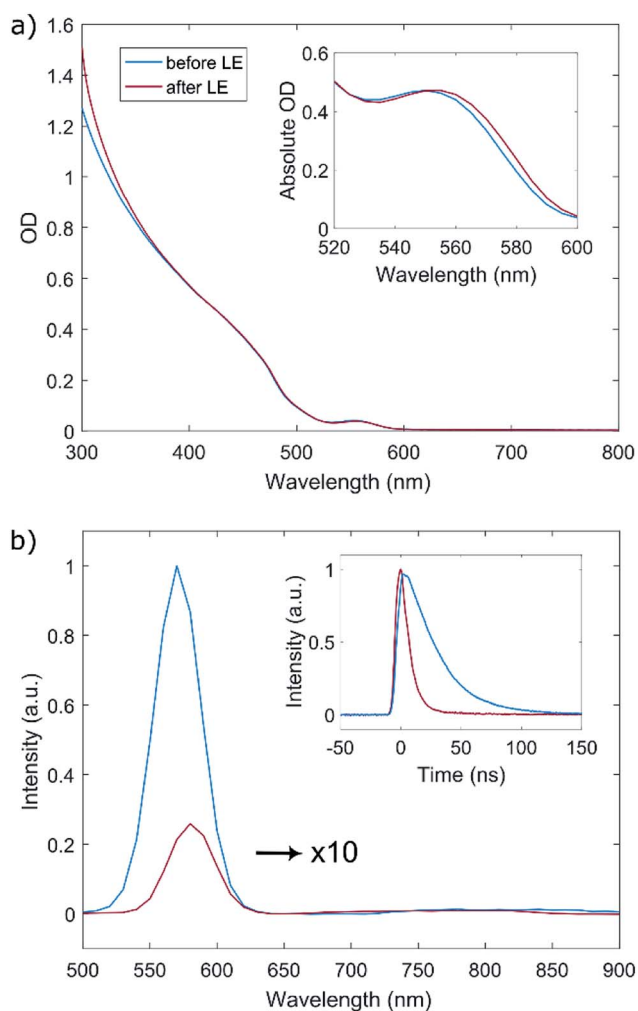 a)
1.6
1.4
1.2
1
0.8
0.6
0.4
0.2
0
OD
before LE
after LE
0.6
0.4
0.2
0
Absolute OD
520 540 560 580 600
Wavelength (nm)
300 400 500 600 700 800
Wavelength (nm)
b)
1
0.8
0.6
0.4
0.2
0
Intensity (a.u.)
1
0.5
0
Intensity (a.u.)
-50 0 50 100 150
Time (ns)
x10
500 550 600 650 700 750 800 850 900
Wavelength (nm)